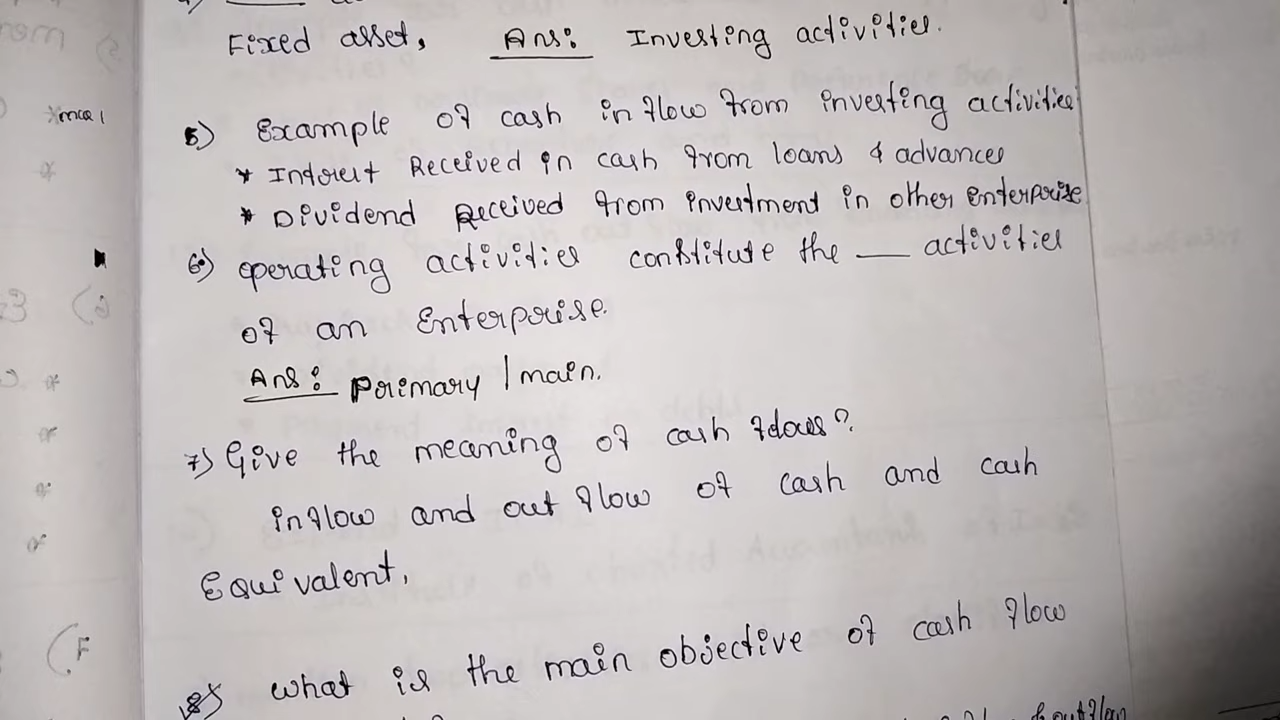 Fixed asset, Ans: Investing activities.
5) Example of cash inflow from investing activities
* Interest Received in cash from loans & advances
* Dividend Received from investment in other Enterprise
6) operating activities constitute the __ activities
of an Enterprise.
Ans: Primary / main.
7) Give the meaning of cash flows?
inflow and out flow of cash and cash
Equivalent,
8) what is the main objective of cash flow